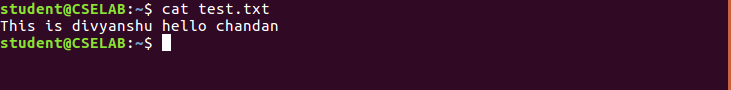 student@CSELAB:~$ cat test.txt
This is divyanshu hello chandan
student@CSELAB:~$